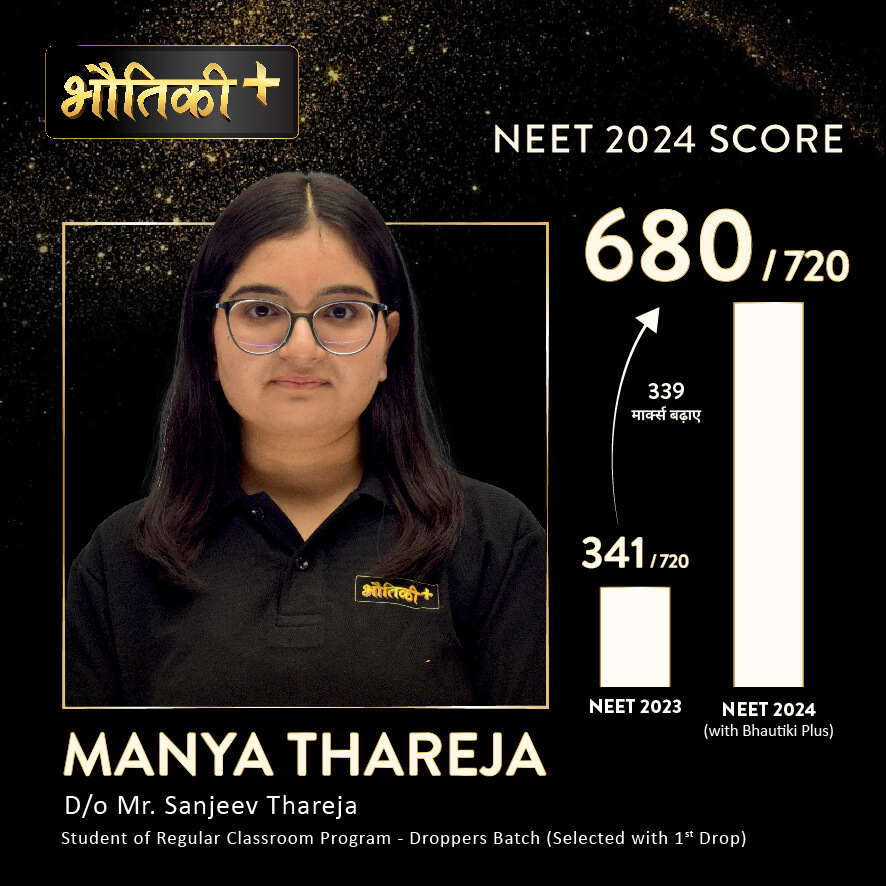 भौतिकी+
NEET 2024 SCORE
680/720
339
मार्क्स बढ़ाए
341/720
भौतिकी+
NEET 2023
NEET 2024
(with Bhautiki Plus)
MANYA THAREJA
D/o Mr. Sanjeev Thareja
Student of Regular Classroom Program - Droppers Batch (Selected with 1st Drop)